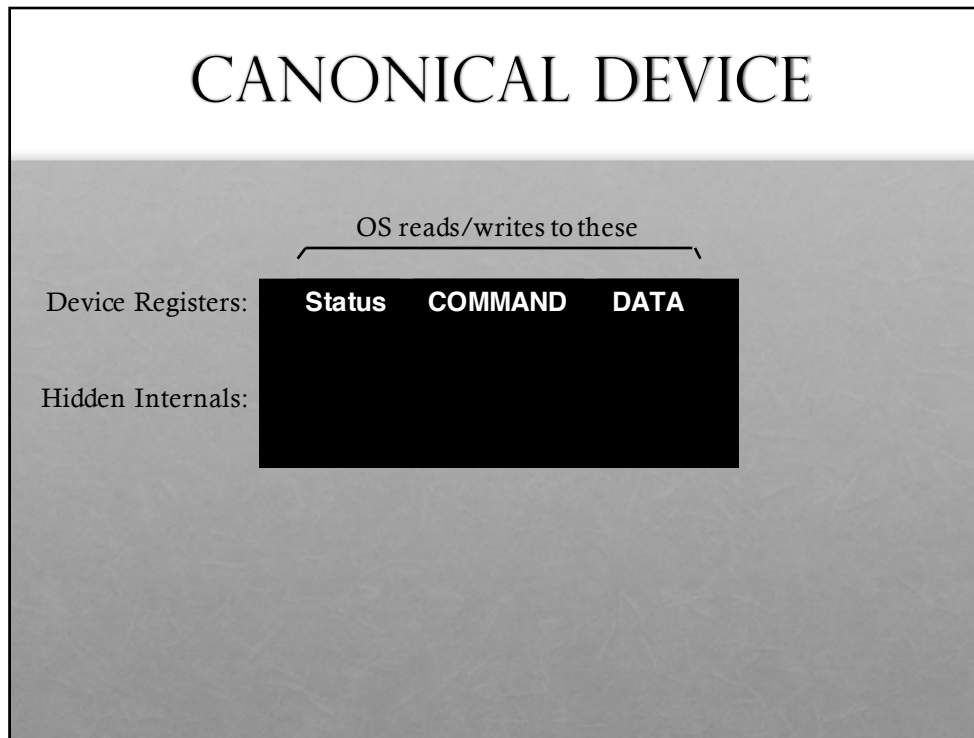 CANONICAL DEVICE
OS reads/writes to these
Device Registers: Status COMMAND DATA
Hidden Internals: